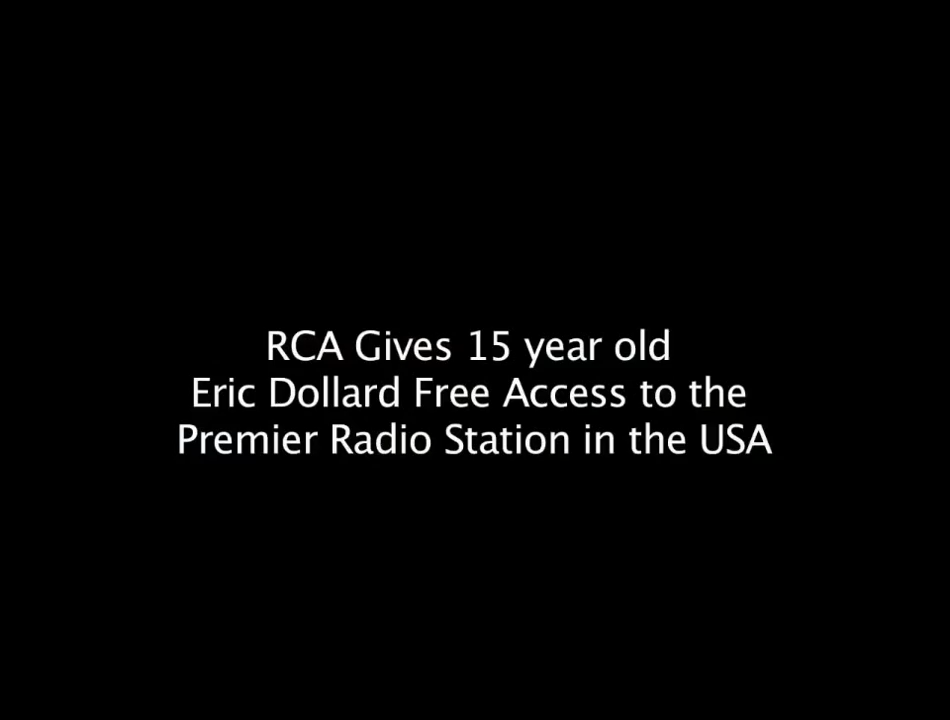 RCA Gives 15 year old
Eric Dollard Free Access to the
Premier Radio Station in the USA